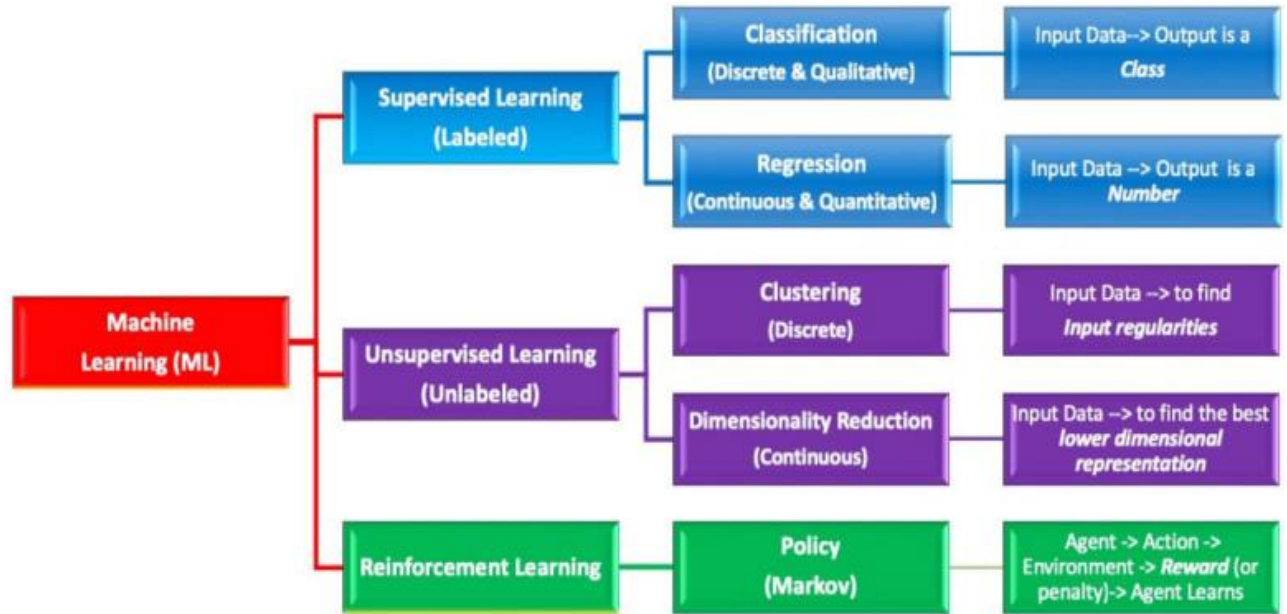 Machine
Learning (ML)
Supervised Learning
(Labeled)
Classification
(Discrete & Qualitative)
Input Data--> Output is a
Class
Regression
(Continuous & Quantitative)
Input Data --> Output is a
Number
Unsupervised Learning
(Unlabeled)
Clustering
(Discrete)
Input Data --> to find
Input regularities
Dimensionality Reduction
(Continuous)
Input Data --> to find the best
lower dimensional
representation
Reinforcement Learning
Policy
(Markov)
Agent -> Action ->
Environment -> Reward (or
penalty)-> Agent Learns